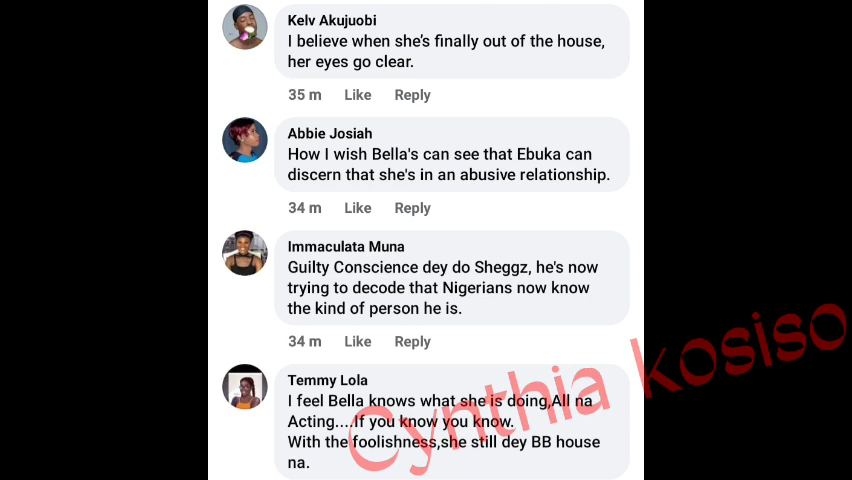 Kelv Akujuobi
I believe when she's finally out of the house,
her eyes go clear.
35 m Like Reply
Abbie Josiah
How I wish Bella's can see that Ebuka can
discern that she's in an abusive relationship.
34 m Like Reply
Immaculata Muna
Guilty Conscience dey do Sheggz, he's now
trying to decode that Nigerians now know
the kind of person he is.
34 m Like Reply
Temmy Lola
I feel Bella knows what she is doing,All na
Acting....If you know you know.
With the foolishness,she still dey BB house
na.
Cynthia kosiso